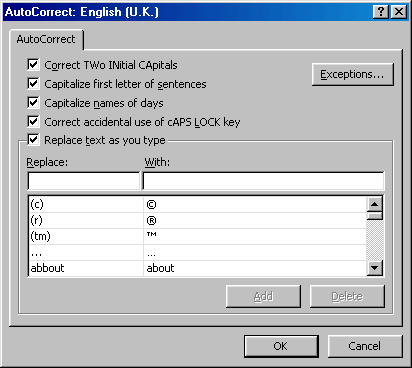 AutoCorrect: English (U.K.)
AutoCorrect
Correct TWo INitial CApitals
Exceptions...
Capitalize first letter of sentences
Capitalize names of days
Correct accidental use of cAPS LOCK key
Replace text as you type
Replace: With:
(c) ©
(r) ®
(tm) ™
... …
abbout about
Add Delete
OK Cancel